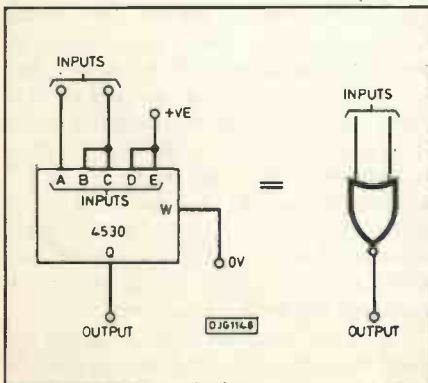 INPUTS
+VE
A B C D E
INPUTS
W
4530
Q
0V
OUTPUT
DJG1148
=
INPUTS
OUTPUT